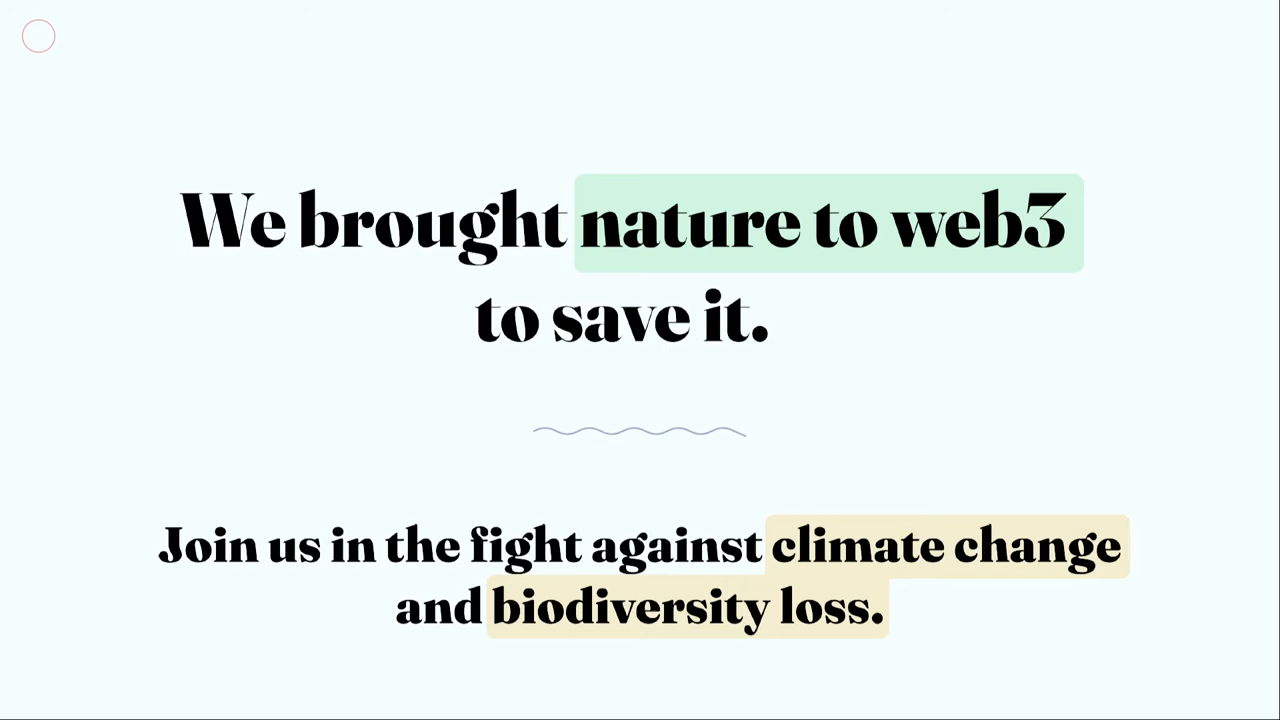 We brought nature to web3
to save it.
Join us in the fight against climate change
and biodiversity loss.